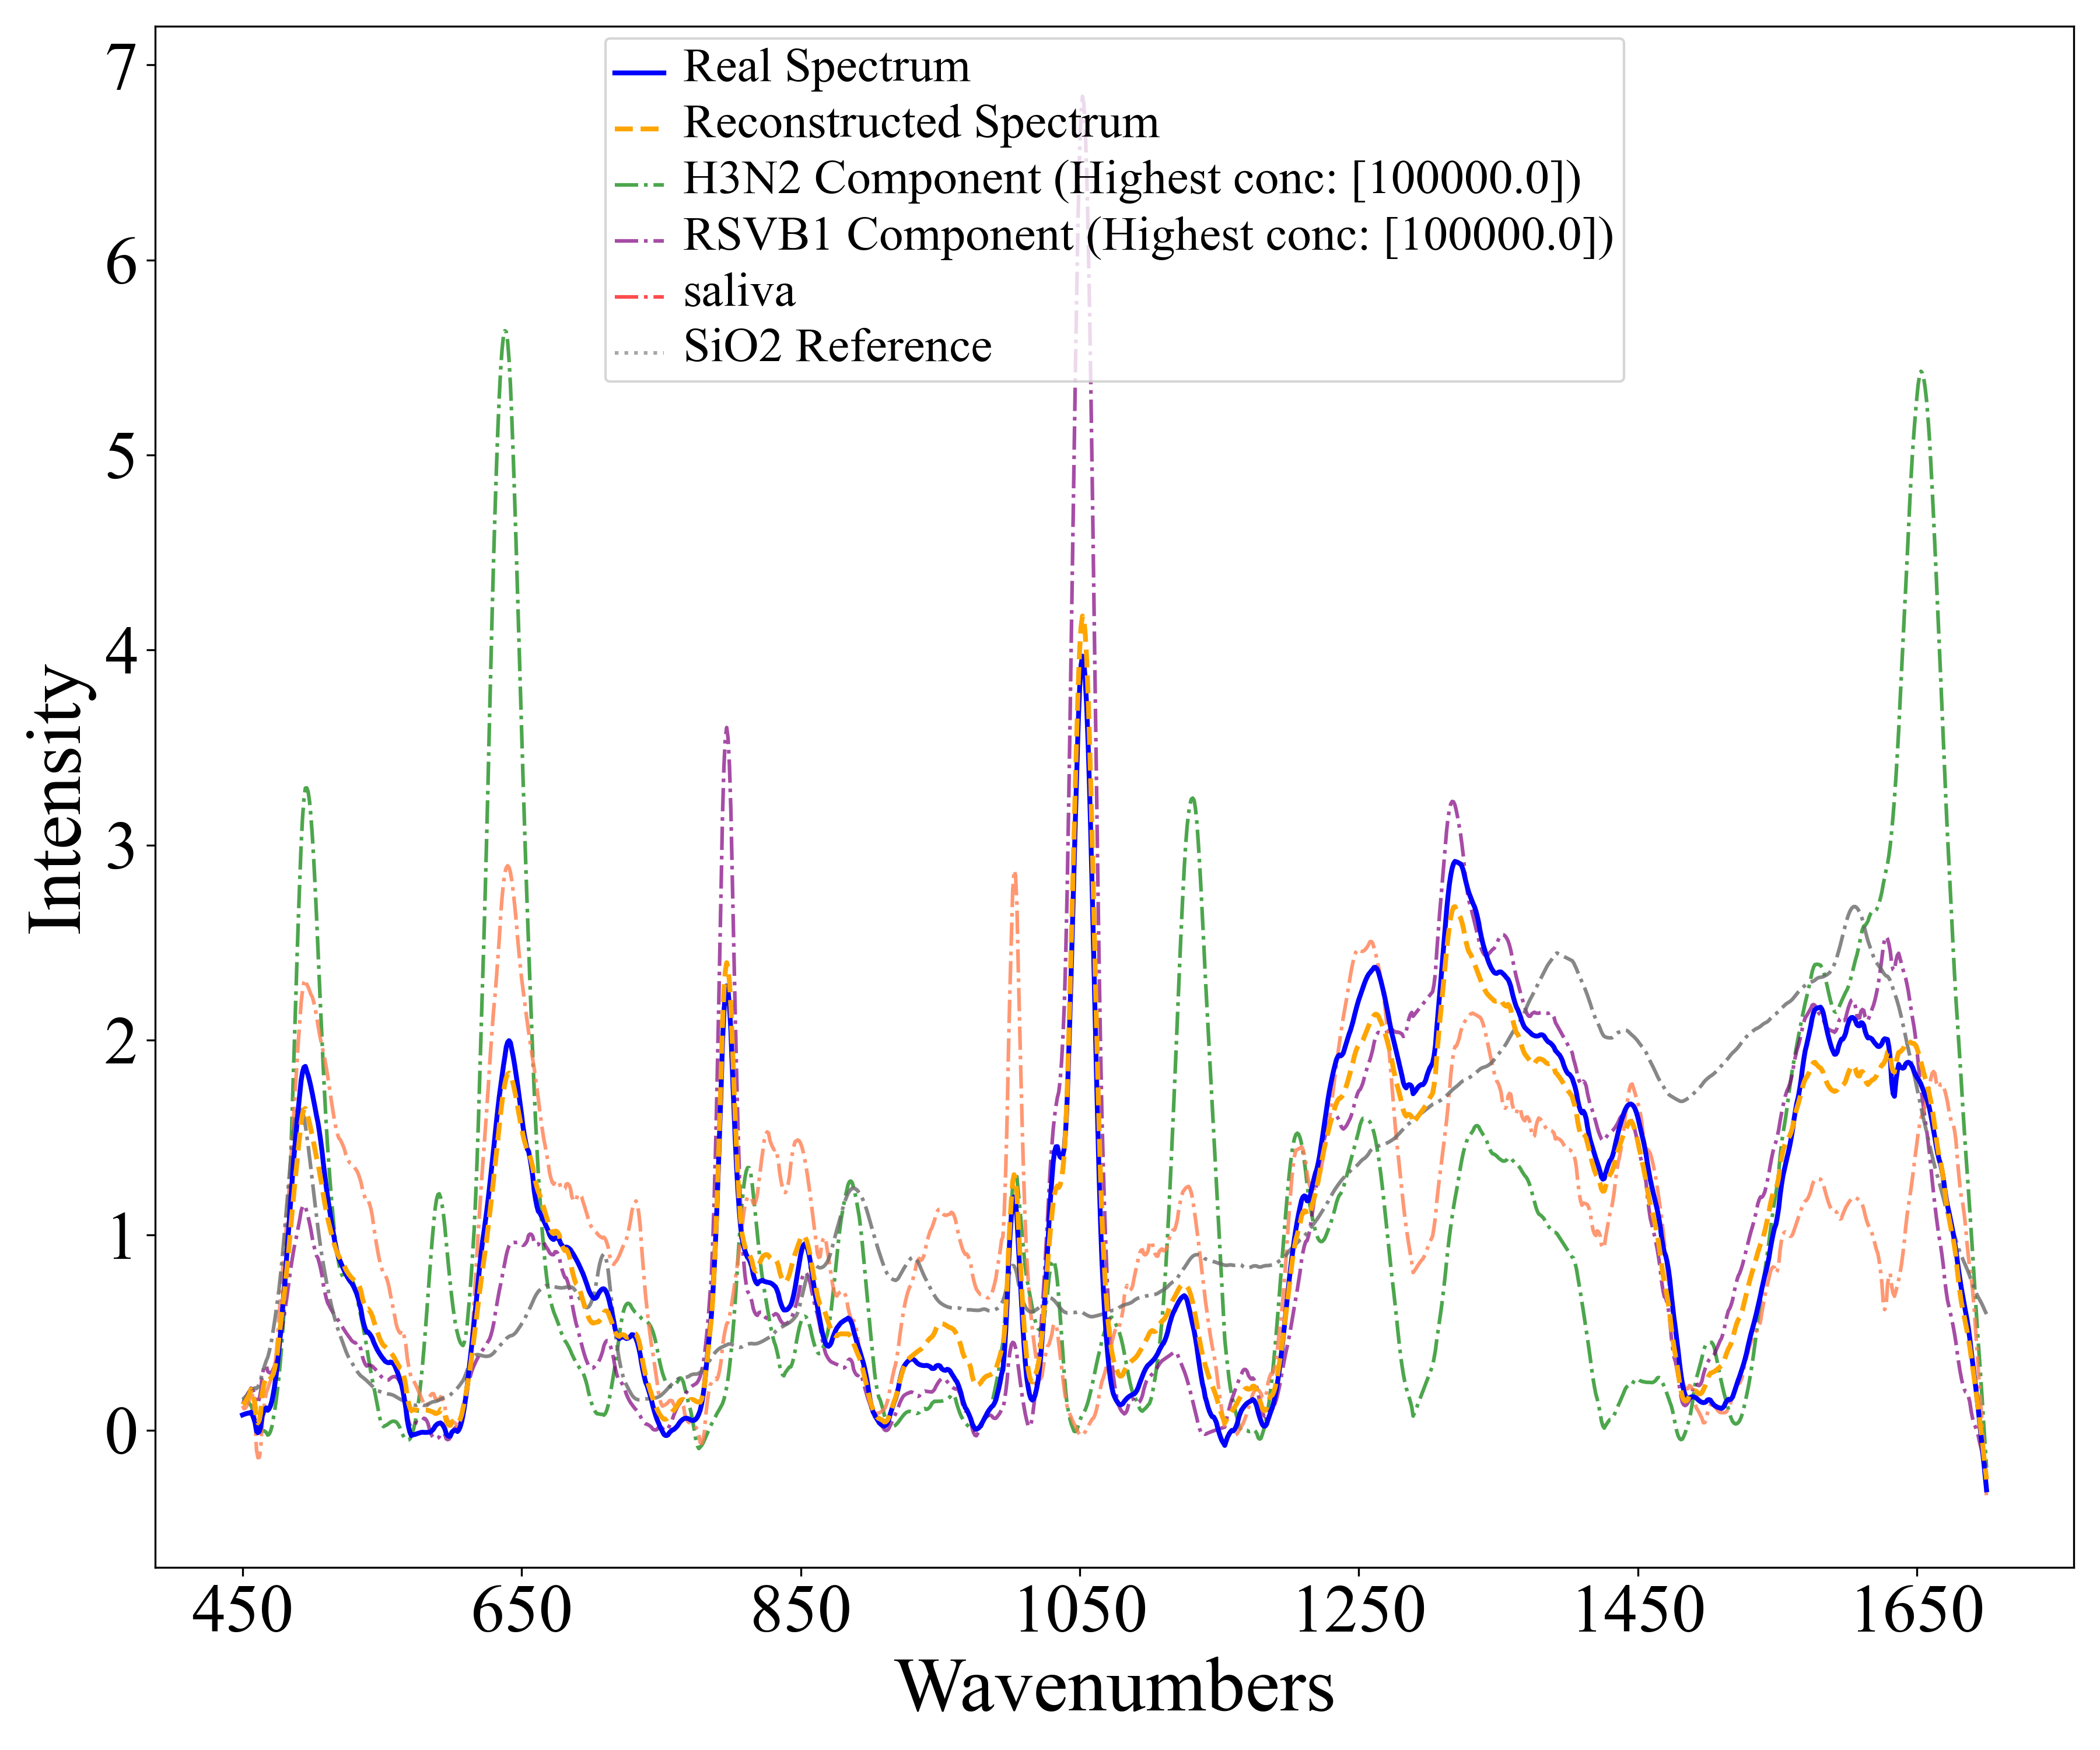 7
6
5
4
3
2
1
0
Intensity
Real Spectrum
Reconstructed Spectrum
H3N2 Component (Highest conc: [100000.0])
RSVB1 Component (Highest conc: [100000.0])
saliva
SiO2 Reference
450 650 850 1050 1250 1450 1650
Wavenumbers